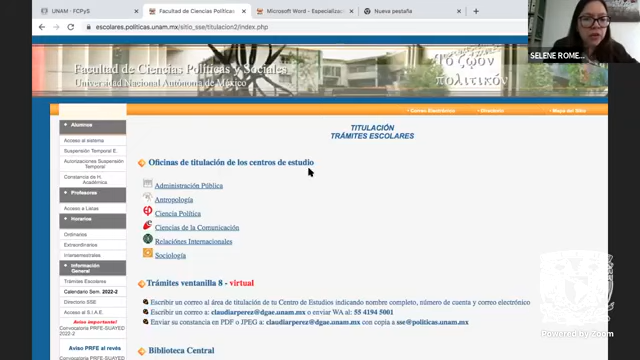 UNAM - FCPyS
Facultad de Ciencias Políticas
Microsoft Word - Especializac
Nueva pestaña
escolares.politicas.unam.mx/sitio_sse/titulacion2/index.php
SELENE ROME...
Facultad de Ciencias Políticas y Sociales
Universidad Nacional Autónoma de México
πολιτικόν
Correo Electrónico
Directorio
Mapa del Sitio
Alumnos
Acceso al sistema
Suspensión Temporal E.
Autorizaciones Suspensión
Temporal
Constancia de H.
Académica
Profesores
Acceso a Listas
Horarios
Ordinarios
Extraordinarios
Intersemestrales
Información
General
Trámites Escolares
Calendario Sem. 2022-2
Directorio SSE
Acceso al S.I.A.E.
Aviso importante!
Convocatoria PRFE-SUAYED
2022-2
Aviso PRFE al revés
Convocatoria PRFE
TITULACIÓN
TRÁMITES ESCOLARES
Oficinas de titulación de los centros de estudio
Administración Pública
Antropología
Ciencia Política
Ciencias de la Comunicación
Relaciones Internacionales
Sociología
Trámites ventanilla 8 - virtual
Escribir un correo al área de titulación de tu Centro de Estudios indicando nombre completo, número de cuenta y correo electrónico
Escribir un correo a: claudiarperez@dgae.unam.mx o enviar WA al: 55 4194 5001
Enviar su constancia en PDF o JPEG a: claudiarperez@dgae.unam.mx con copia a sse@politicas.unam.mx
Biblioteca Central
Powered by Zoom